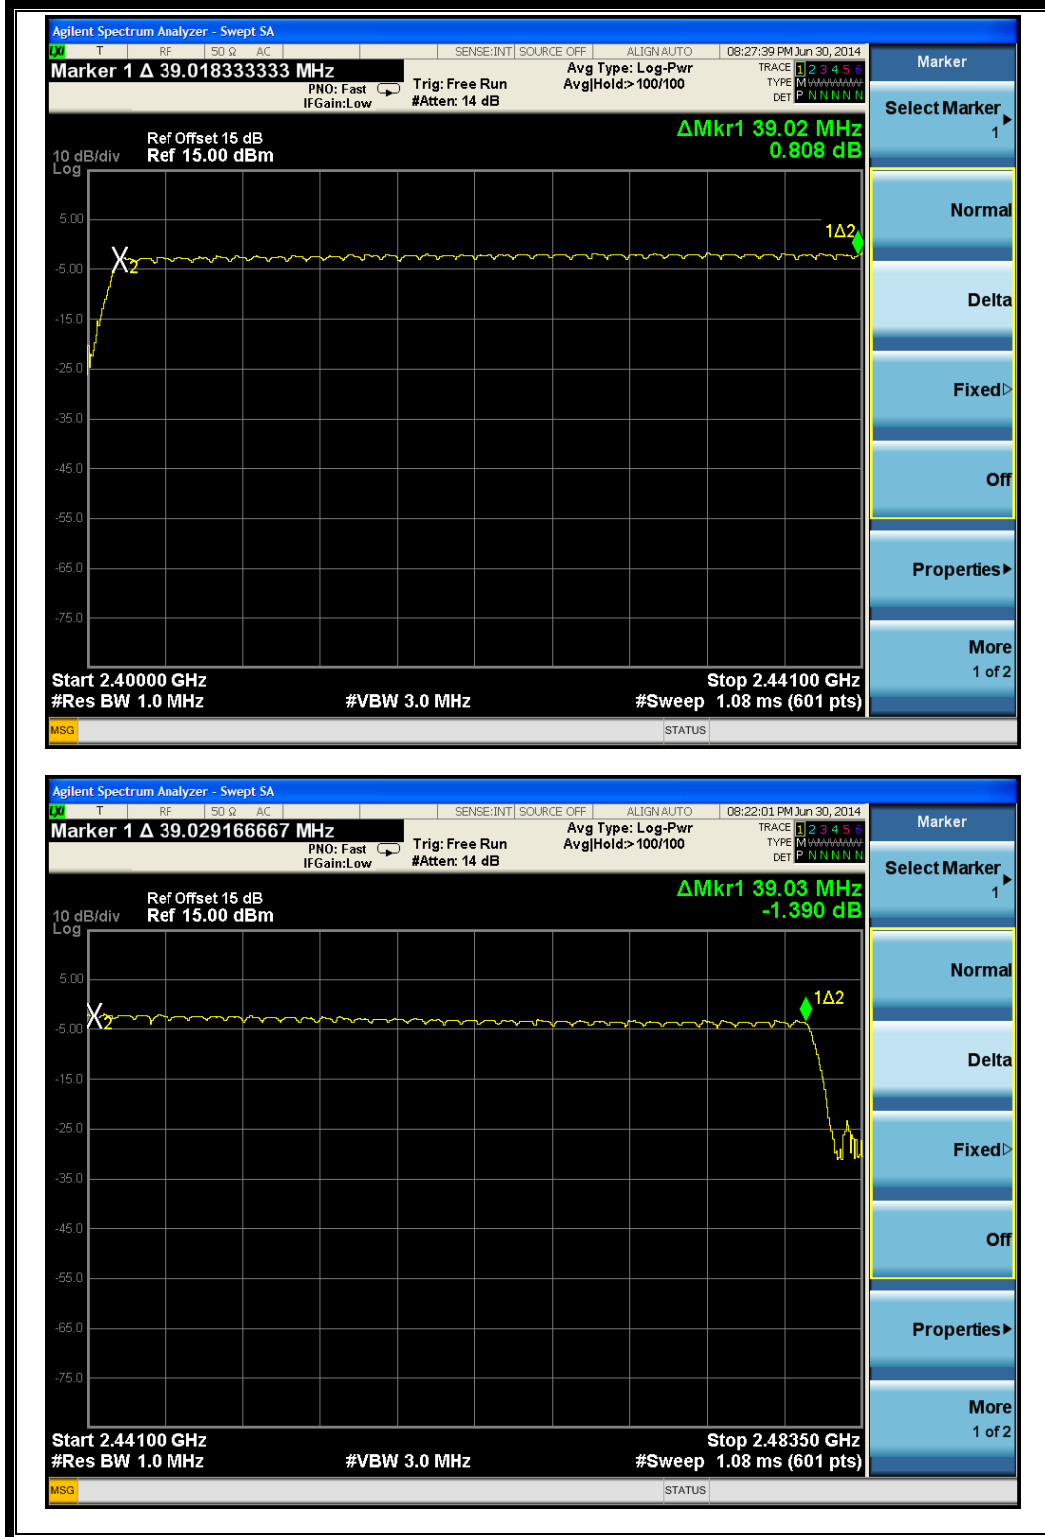 Agilent Spectrum Analyzer - Swept SA
LXI T RF 50 Ω AC SENSE:INT SOURCE OFF ALIGN AUTO 08:27:39 PM Jun 30, 2014
Marker 1 Δ 39.018333333 MHz
PNO: Fast
IFGain:Low
Trig: Free Run
#Atten: 14 dB
Avg Type: Log-Pwr
Avg|Hold:>100/100
TRACE 1 2 3 4 5 6
TYPE M
DET P N N N N N
Marker
Select Marker
1
ΔMkr1 39.02 MHz
0.808 dB
Ref Offset 15 dB
10 dB/div Ref 15.00 dBm
Log
5.00
-5.00
-15.0
-25.0
-35.0
-45.0
-55.0
-65.0
-75.0
1Δ2
2
Normal
Delta
Fixed
Off
Properties
More
1 of 2
Start 2.40000 GHz Stop 2.44100 GHz
#Res BW 1.0 MHz #VBW 3.0 MHz #Sweep 1.08 ms (601 pts)
MSG STATUS
Agilent Spectrum Analyzer - Swept SA
LXI T RF 50 Ω AC SENSE:INT SOURCE OFF ALIGN AUTO 08:22:01 PM Jun 30, 2014
Marker 1 Δ 39.029166667 MHz
PNO: Fast
IFGain:Low
Trig: Free Run
#Atten: 14 dB
Avg Type: Log-Pwr
Avg|Hold:>100/100
TRACE 1 2 3 4 5 6
TYPE M
DET P N N N N N
Marker
Select Marker
1
ΔMkr1 39.03 MHz
-1.390 dB
Ref Offset 15 dB
10 dB/div Ref 15.00 dBm
Log
5.00
-5.00
-15.0
-25.0
-35.0
-45.0
-55.0
-65.0
-75.0
1Δ2
2
Normal
Delta
Fixed
Off
Properties
More
1 of 2
Start 2.44100 GHz Stop 2.48350 GHz
#Res BW 1.0 MHz #VBW 3.0 MHz #Sweep 1.08 ms (601 pts)
MSG STATUS